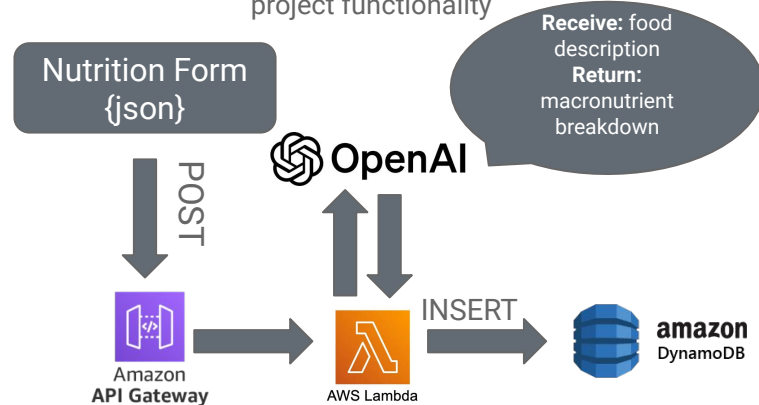 project functionality
Nutrition Form
{json}
Receive: food
description
Return:
macronutrient
breakdown
OpenAI
POST
INSERT
</>
Amazon
API Gateway
AWS Lambda
amazon
DynamoDB